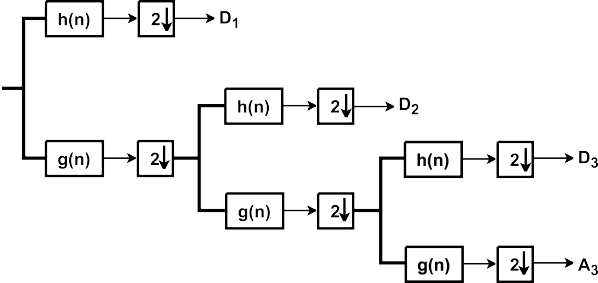 h(n) 2↓ D₁
h(n) 2↓ D₂
g(n) 2↓
h(n) 2↓ D₃
g(n) 2↓
g(n) 2↓ A₃